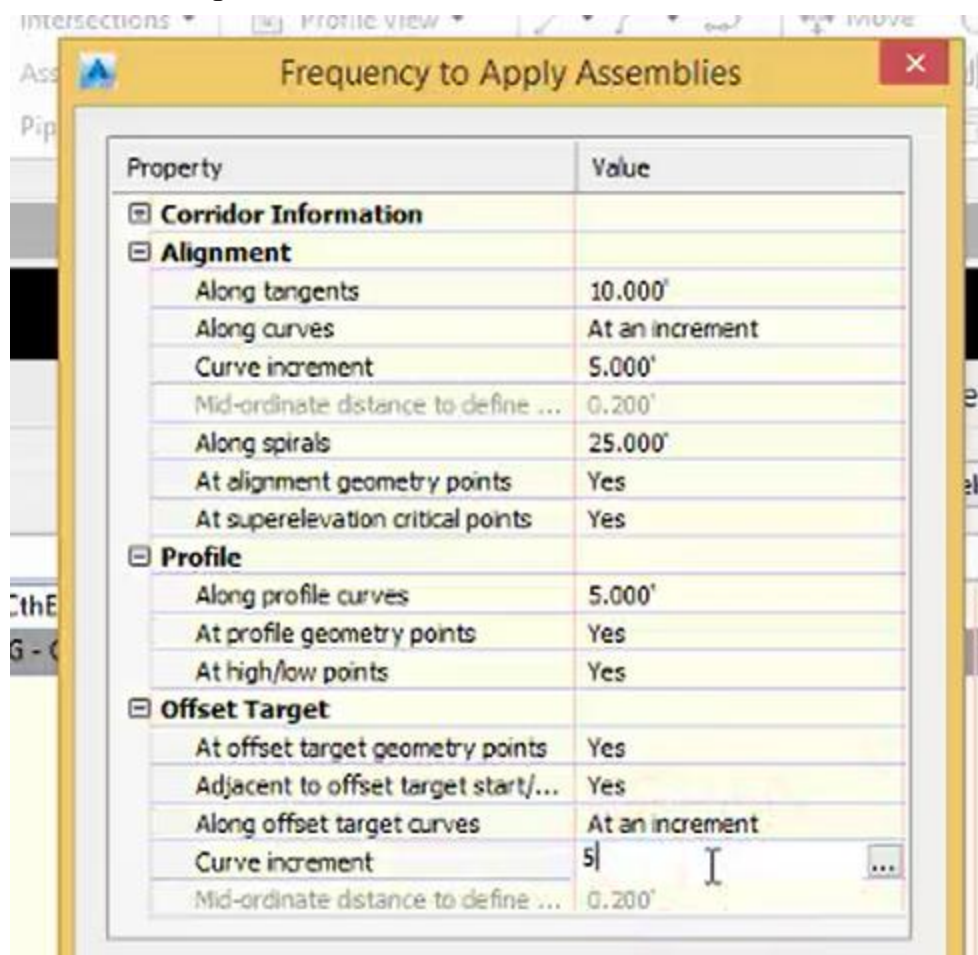 Intersections Profile View Move
Ass
Frequency to Apply Assemblies
Pip
Property Value
Corridor Information
Alignment
Along tangents 10.000'
Along curves At an increment
Curve increment 5.000'
Mid-ordinate distance to define ... 0.200'
Along spirals 25.000'
At alignment geometry points Yes
At superelevation critical points Yes
Profile
CthE
Along profile curves 5.000'
At profile geometry points Yes
G - C
At high/low points Yes
Offset Target
At offset target geometry points Yes
Adjacent to offset target start/... Yes
Along offset target curves At an increment
Curve increment 5 ...
Mid-ordinate distance to define ... 0.200'